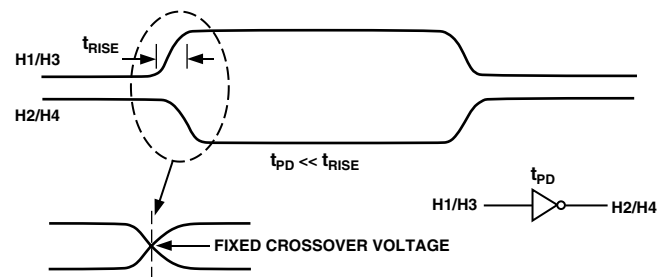 tRISE
H1/H3
H2/H4
tPD << tRISE
tPD
H1/H3
H2/H4
FIXED CROSSOVER VOLTAGE